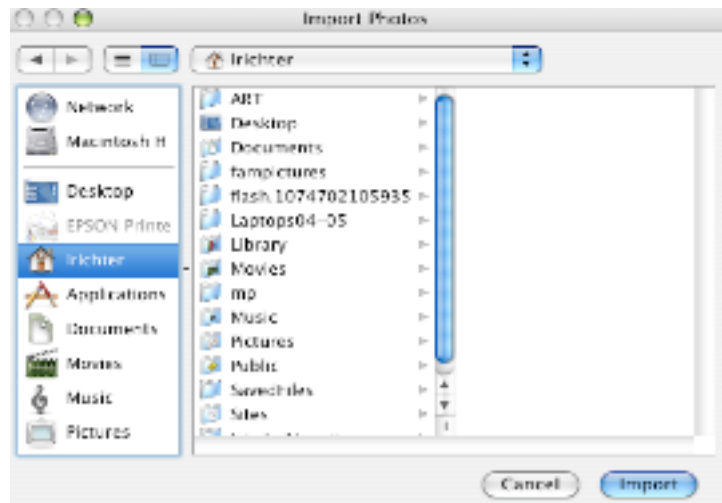 Import Photos
lrichter
Network
Macintosh H
Desktop
EPSON Printe
lrichter
Applications
Documents
Movies
Music
Pictures
ART
Desktop
Documents
fampictures
flash.1074702105935
Laptops04-05
Library
Movies
mp
Music
Pictures
Public
SavedFiles
Sites
Cancel
Import